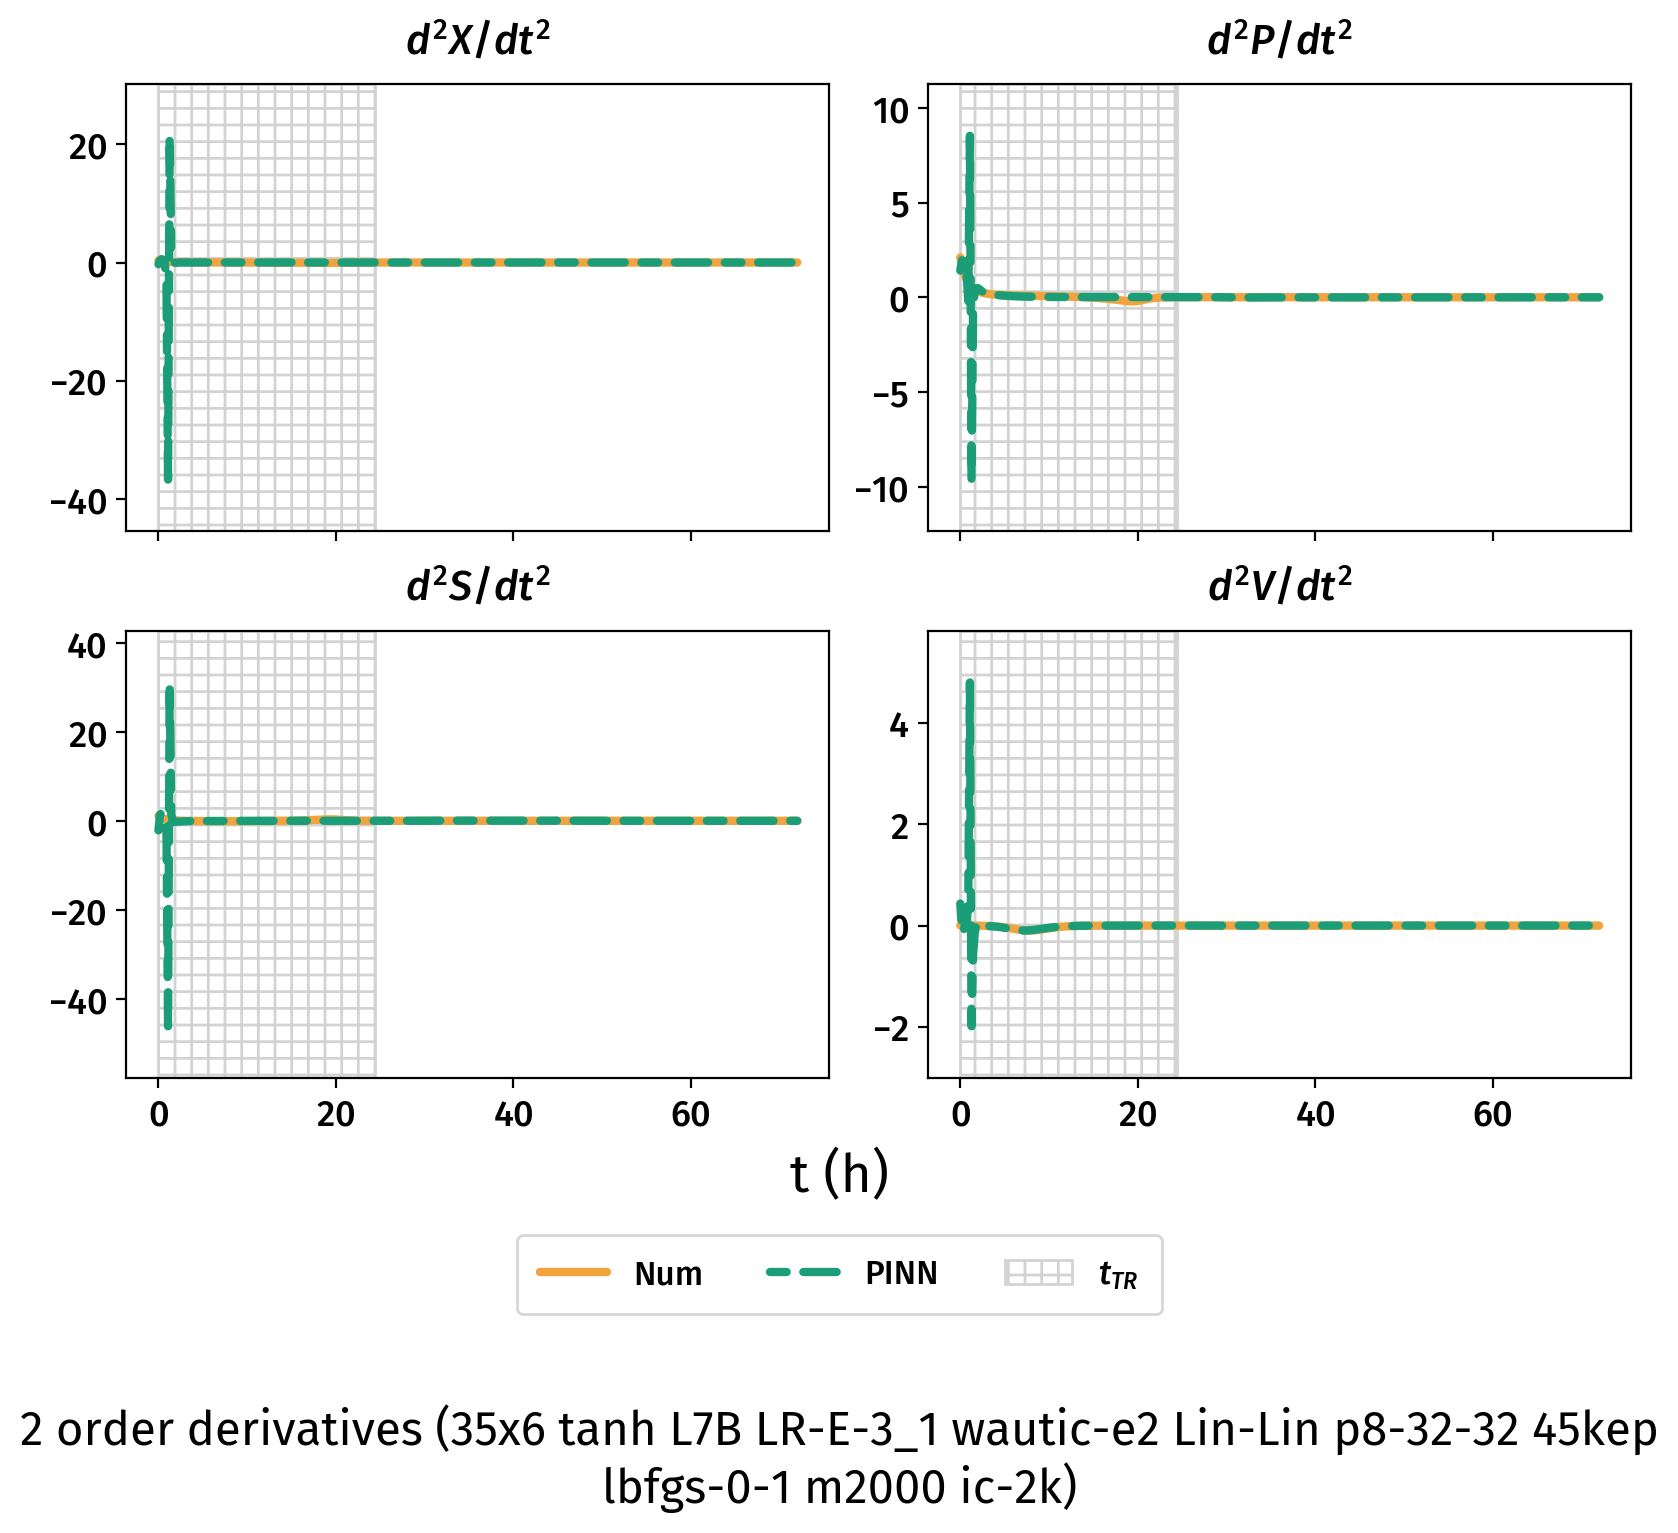 d²X/dt²
d²P/dt²
20
0
−20
−40
10
5
0
−5
−10
d²S/dt²
d²V/dt²
40
20
0
−20
−40
4
2
0
−2
0 20 40 60
0 20 40 60
t (h)
Num PINN t_TR
2 order derivatives (35x6 tanh L7B LR-E-3_1 wautic-e2 Lin-Lin p8-32-32 45kep
lbfgs-0-1 m2000 ic-2k)